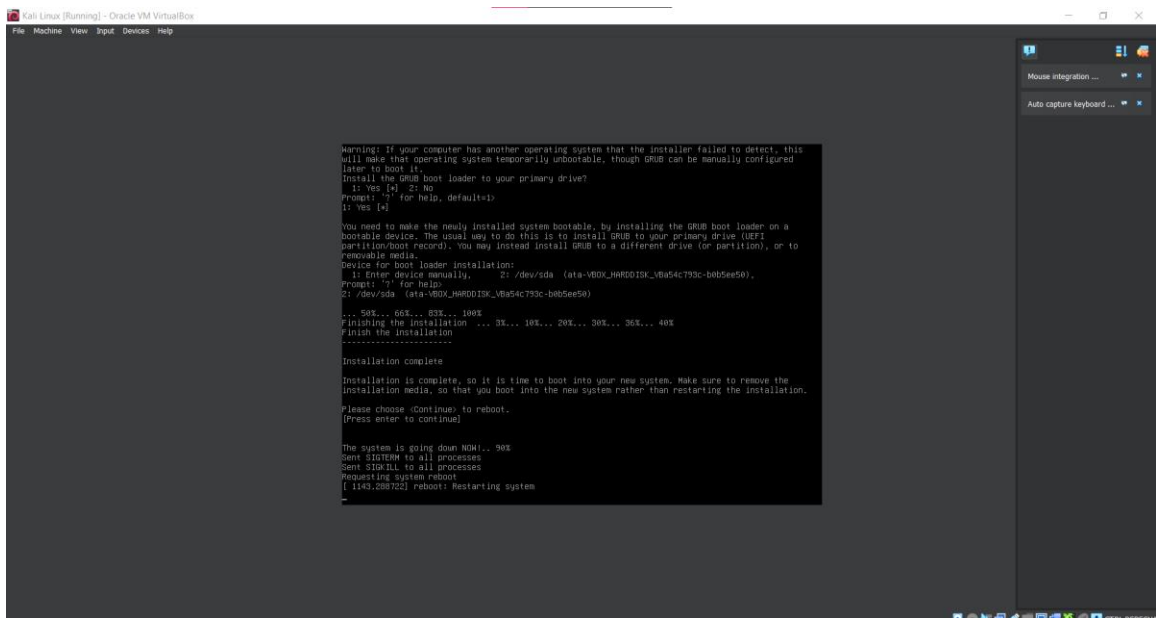 Kali Linux [Running] - Oracle VM VirtualBox
File Machine View Input Devices Help
Mouse integration ...
Auto capture keyboard ...
Warning: If your computer has another operating system that the installer failed to detect, this
will make that operating system temporarily unbootable, though GRUB can be manually configured
later to boot it.
Install the GRUB boot loader to your primary drive?
1: Yes [*] 2: No
Prompt: '?' for help, default=1>
1: Yes [*]
You need to make the newly installed system bootable, by installing the GRUB boot loader on a
bootable device. The usual way to do this is to install GRUB to your primary drive (UEFI
partition/boot record). You may instead install GRUB to a different drive (or partition), or to
removable media.
Device for boot loader installation:
1: Enter device manually, 2: /dev/sda (ata-VBOX_HARDDISK_VBa54c793c-b0b5ee50),
Prompt: '?' for help>
2: /dev/sda (ata-VBOX_HARDDISK_VBa54c793c-b0b5ee50)
... 50%... 66%... 83%... 100%
Finishing the installation ... 3%... 10%... 20%... 30%... 36%... 40%
Finish the installation
-----------------------
Installation complete
Installation is complete, so it is time to boot into your new system. Make sure to remove the
installation media, so that you boot into the new system rather than restarting the installation.
Please choose <Continue> to reboot.
[Press enter to continue]
The system is going down NOW!.. 90%
Sent SIGTERM to all processes
Sent SIGKILL to all processes
Requesting system reboot
[ 1143.288722] reboot: Restarting system